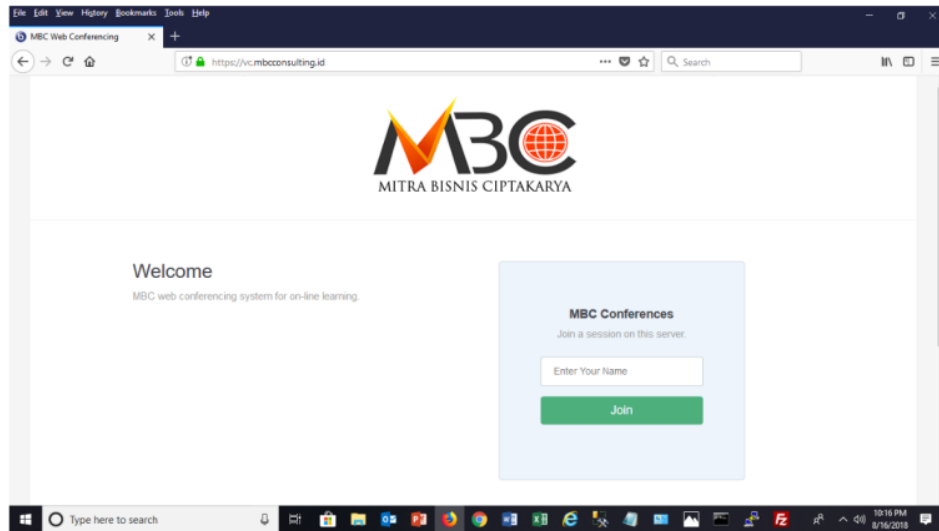 File Edit View History Bookmarks Tools Help
MBC Web Conferencing
https://vc.mbcconsulting.id
Search
MBC
MITRA BISNIS CIPTAKARYA
Welcome
MBC web conferencing system for on-line learning.
MBC Conferences
Join a session on this server.
Enter Your Name
Join
Type here to search
10:16 PM
8/16/2018